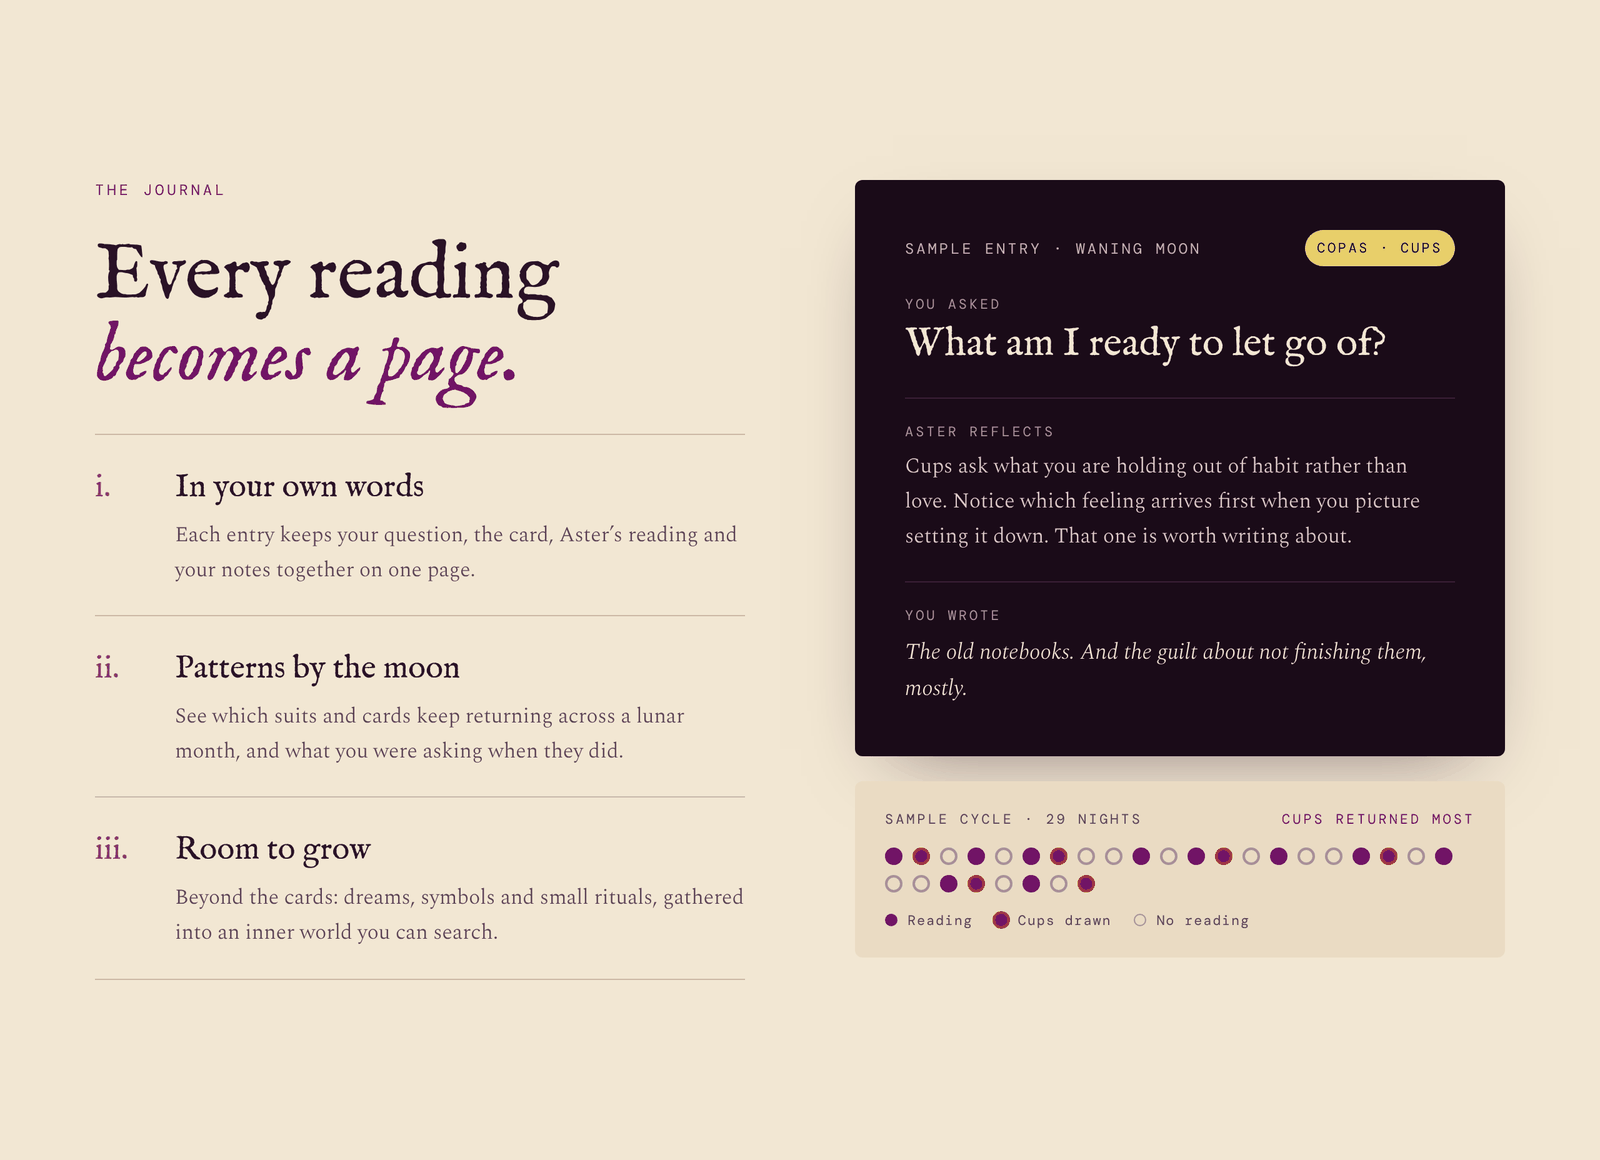 THE JOURNAL
Every reading
becomes a page.
i.
In your own words
Each entry keeps your question, the card, Aster’s reading and
your notes together on one page.
ii.
Patterns by the moon
See which suits and cards keep returning across a lunar
month, and what you were asking when they did.
iii.
Room to grow
Beyond the cards: dreams, symbols and small rituals, gathered
into an inner world you can search.
SAMPLE ENTRY · WANING MOON
COPAS · CUPS
YOU ASKED
What am I ready to let go of?
ASTER REFLECTS
Cups ask what you are holding out of habit rather than
love. Notice which feeling arrives first when you picture
setting it down. That one is worth writing about.
YOU WROTE
The old notebooks. And the guilt about not finishing them,
mostly.
SAMPLE CYCLE · 29 NIGHTS
CUPS RETURNED MOST
Reading
Cups drawn
No reading